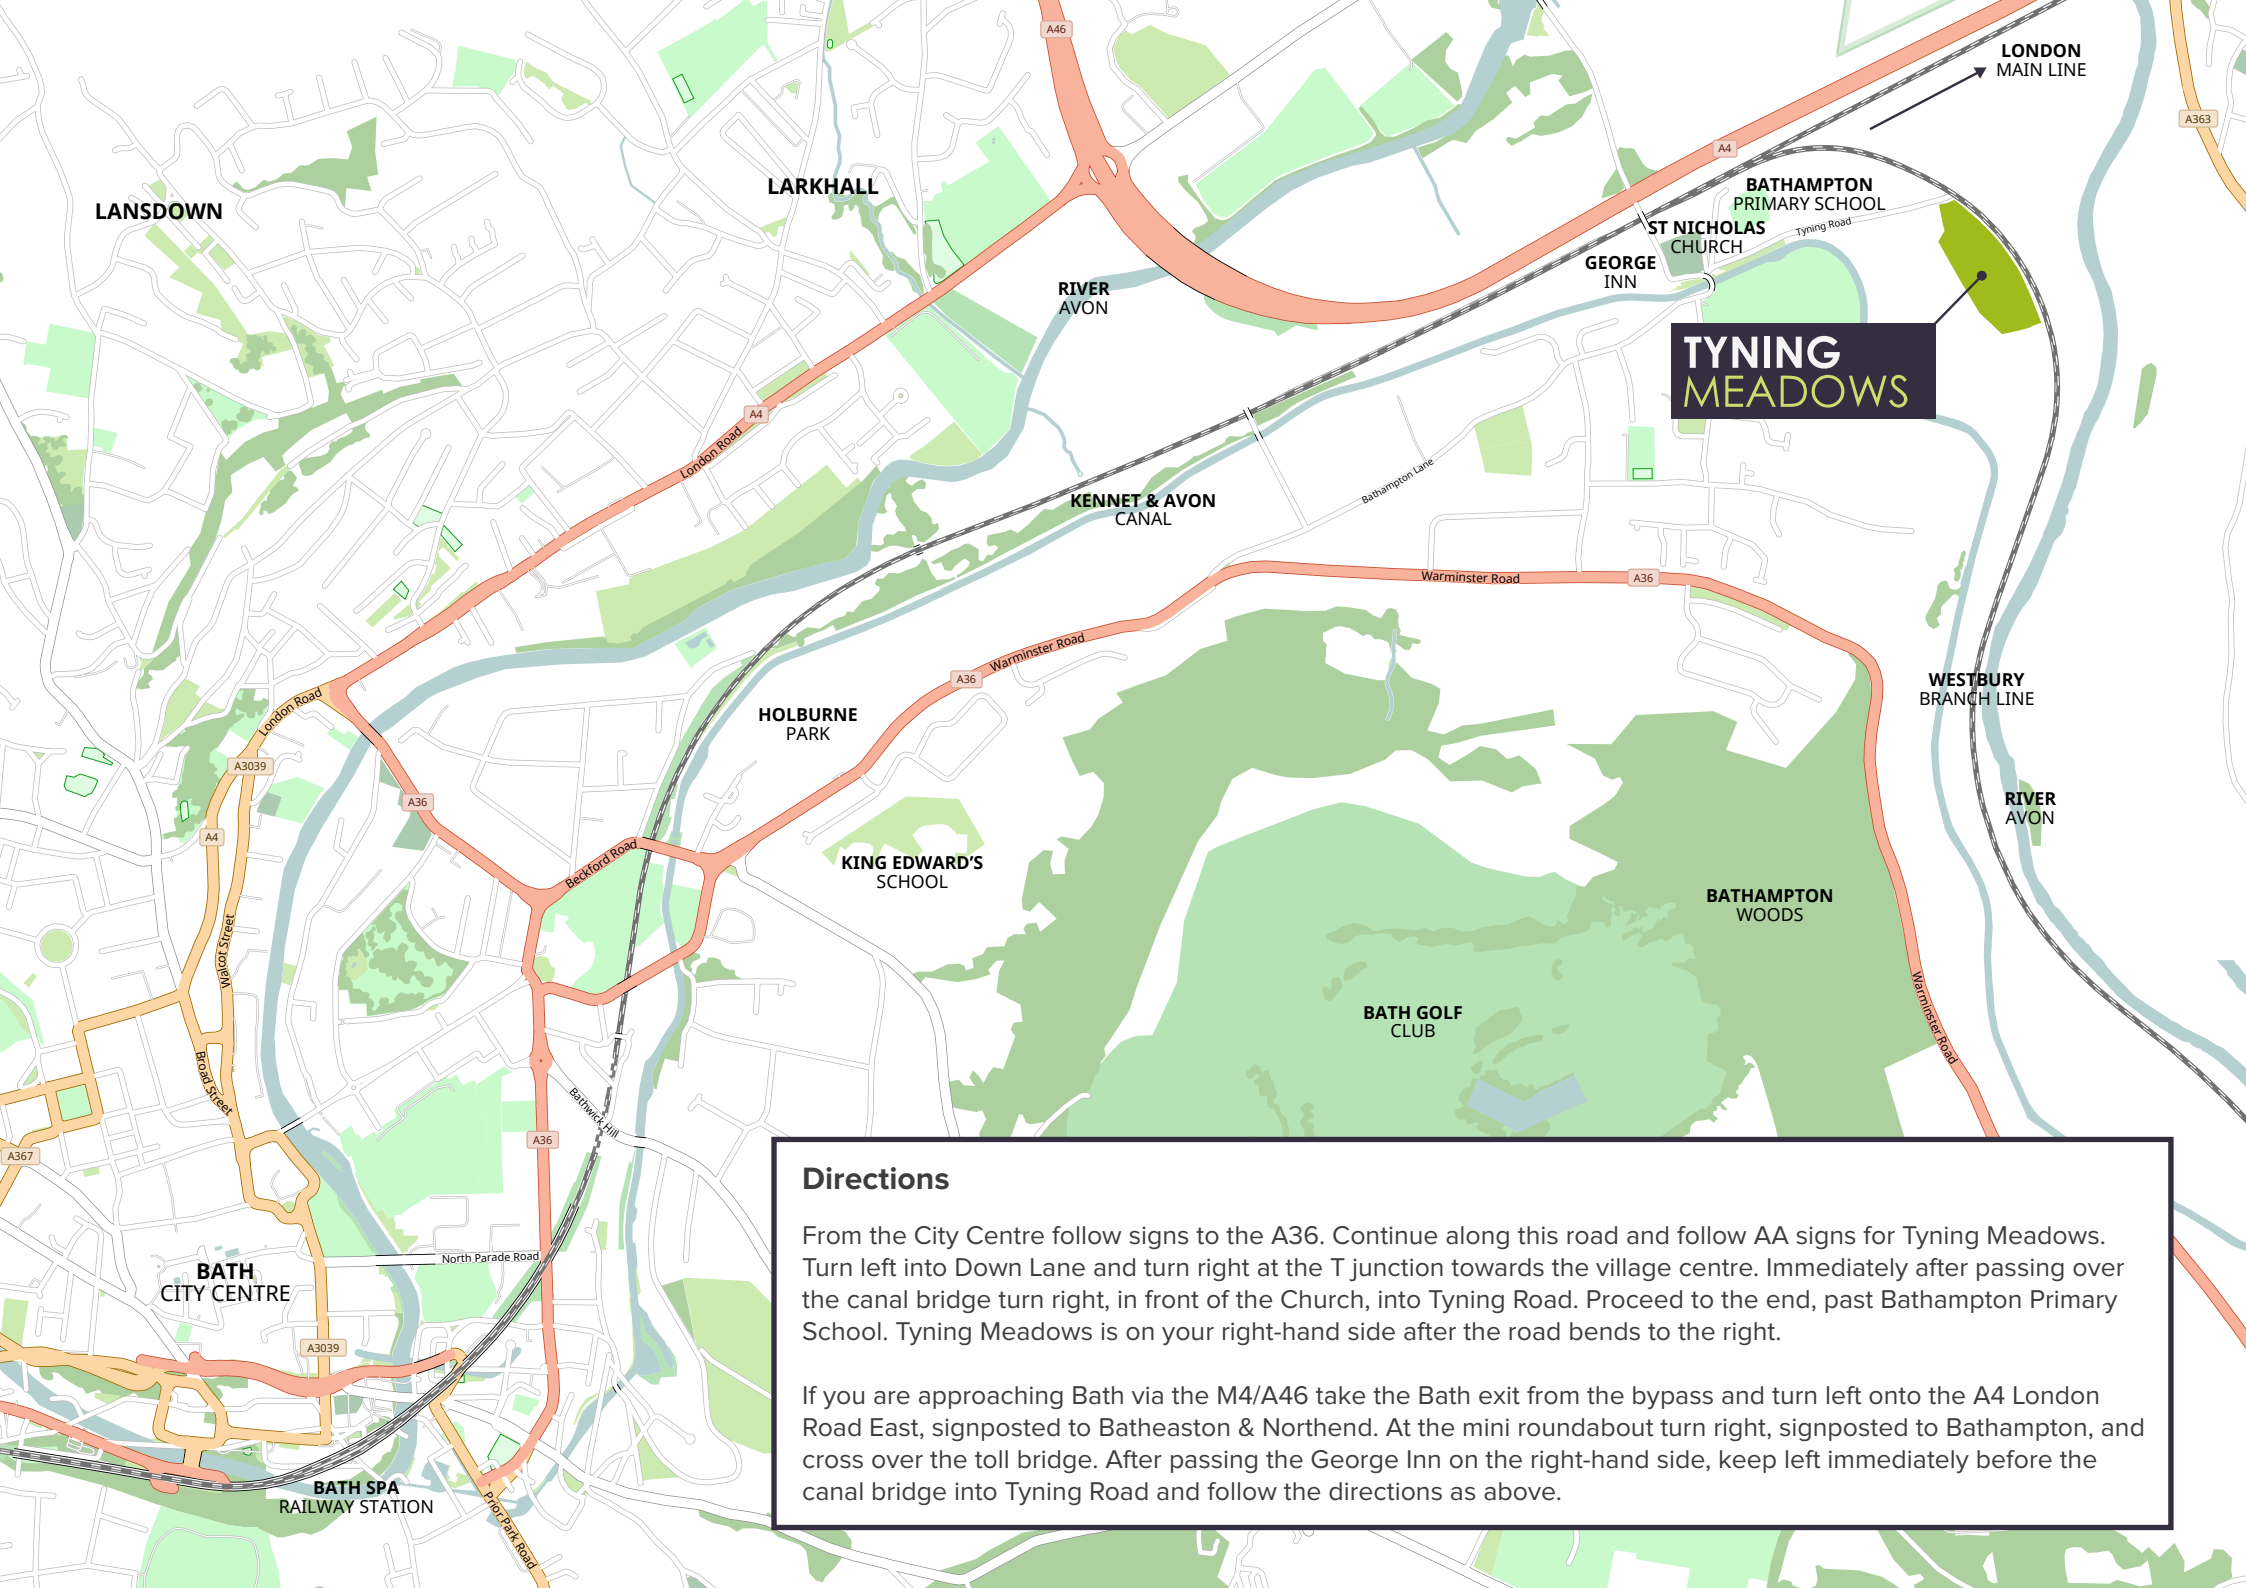 A46
LONDON
MAIN LINE
A363
A4
LARKHALL
LANSDOWN
BATHAMPTON
PRIMARY SCHOOL
Tyning Road
ST NICHOLAS
CHURCH
GEORGE
INN
RIVER
AVON
TYNING
MEADOWS
A4
London Road
Bathampton Lane
KENNET & AVON
CANAL
Warminster Road
A36
Warminster Road
A36
WESTBURY
BRANCH LINE
London Road
HOLBURNE
PARK
A3039
A36
A4
RIVER
AVON
Beckford Road
KING EDWARD'S
SCHOOL
BATHAMPTON
WOODS
Walcot Street
BATH GOLF
CLUB
Warminster Road
Broad Street
Bathwick Hill
A36
A367
North Parade Road
BATH
CITY CENTRE
A3039
BATH SPA
RAILWAY STATION
Prior Park Road
Directions
From the City Centre follow signs to the A36. Continue along this road and follow AA signs for Tyning Meadows.
Turn left into Down Lane and turn right at the T junction towards the village centre. Immediately after passing over
the canal bridge turn right, in front of the Church, into Tyning Road. Proceed to the end, past Bathampton Primary
School. Tyning Meadows is on your right-hand side after the road bends to the right.
If you are approaching Bath via the M4/A46 take the Bath exit from the bypass and turn left onto the A4 London
Road East, signposted to Batheaston & Northend. At the mini roundabout turn right, signposted to Bathampton, and
cross over the toll bridge. After passing the George Inn on the right-hand side, keep left immediately before the
canal bridge into Tyning Road and follow the directions as above.